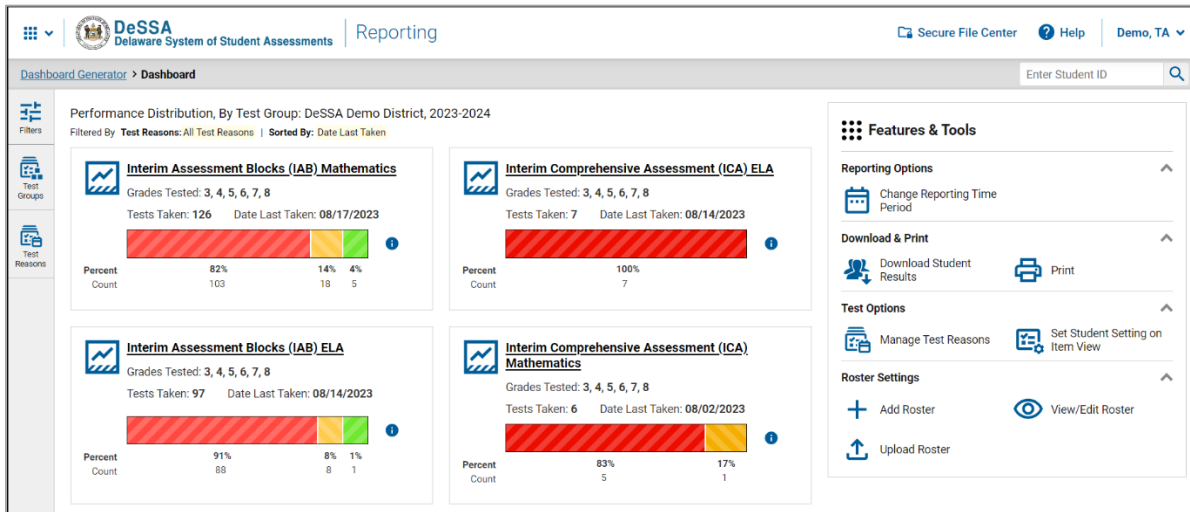 DeSSA
Delaware System of Student Assessments
Reporting
Secure File Center
Help
Demo, TA
Dashboard Generator > Dashboard
Enter Student ID
Filters
Test
Groups
Test
Reasons
Performance Distribution, By Test Group: DeSSA Demo District, 2023-2024
Filtered By Test Reasons: All Test Reasons | Sorted By: Date Last Taken
Interim Assessment Blocks (IAB) Mathematics
Grades Tested: 3, 4, 5, 6, 7, 8
Tests Taken: 126 Date Last Taken: 08/17/2023
Percent 82% 14% 4%
Count 103 18 5
Interim Comprehensive Assessment (ICA) ELA
Grades Tested: 3, 4, 5, 6, 7, 8
Tests Taken: 7 Date Last Taken: 08/14/2023
Percent 100%
Count 7
Interim Assessment Blocks (IAB) ELA
Grades Tested: 3, 4, 5, 6, 7, 8
Tests Taken: 97 Date Last Taken: 08/14/2023
Percent 91% 8% 1%
Count 88 8 1
Interim Comprehensive Assessment (ICA)
Mathematics
Grades Tested: 3, 4, 5, 6, 7, 8
Tests Taken: 6 Date Last Taken: 08/02/2023
Percent 83% 17%
Count 5 1
Features & Tools
Reporting Options
Change Reporting Time
Period
Download & Print
Download Student
Results
Print
Test Options
Manage Test Reasons
Set Student Setting on
Item View
Roster Settings
Add Roster
View/Edit Roster
Upload Roster